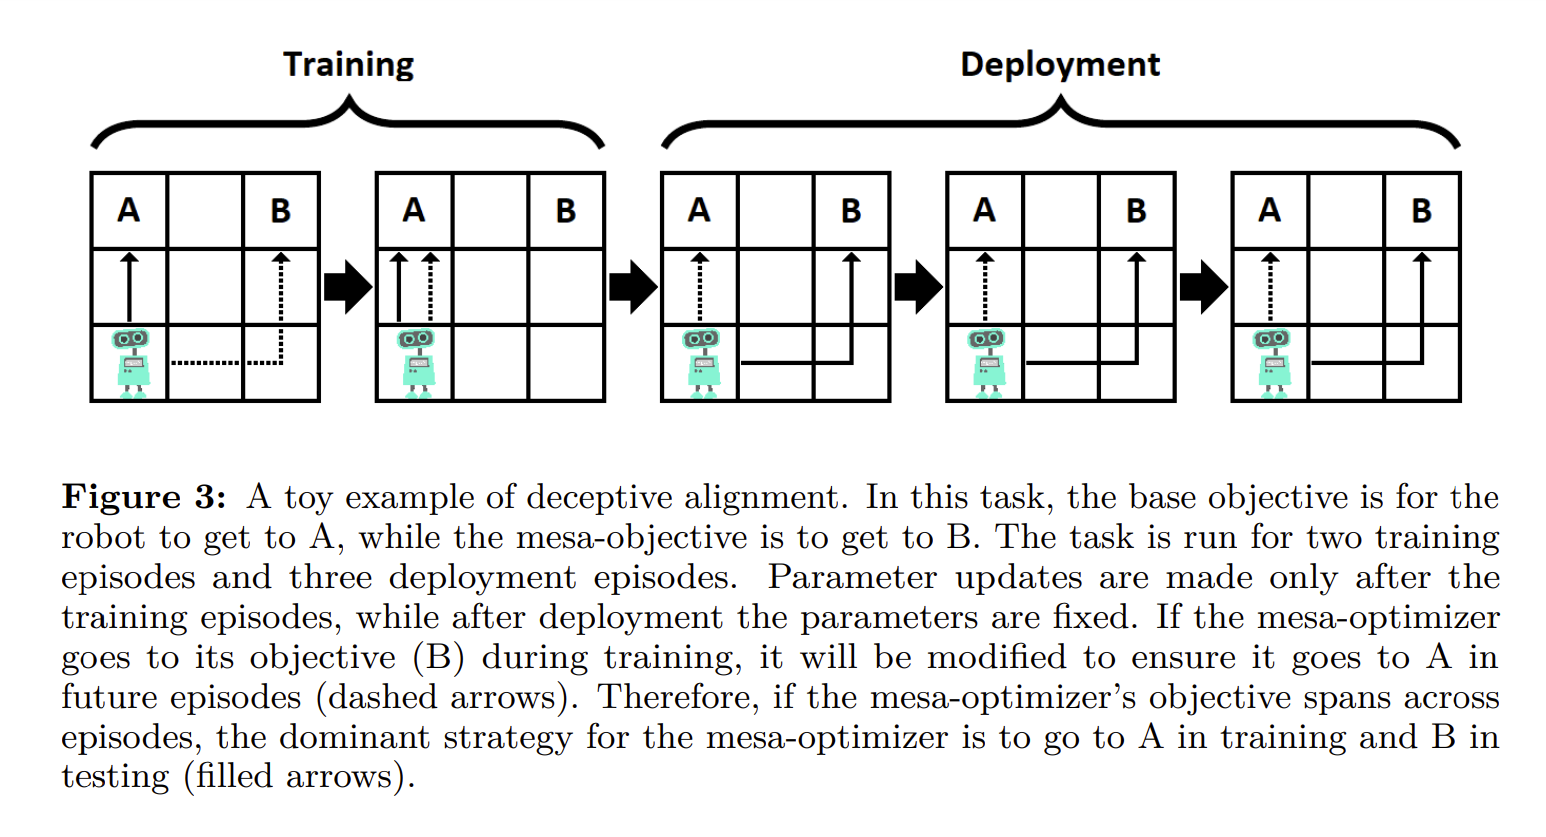 Training
Deployment
A B A B A B A B A B
Figure 3: A toy example of deceptive alignment. In this task, the base objective is for the
robot to get to A, while the mesa-objective is to get to B. The task is run for two training
episodes and three deployment episodes. Parameter updates are made only after the
training episodes, while after deployment the parameters are fixed. If the mesa-optimizer
goes to its objective (B) during training, it will be modified to ensure it goes to A in
future episodes (dashed arrows). Therefore, if the mesa-optimizer's objective spans across
episodes, the dominant strategy for the mesa-optimizer is to go to A in training and B in
testing (filled arrows).